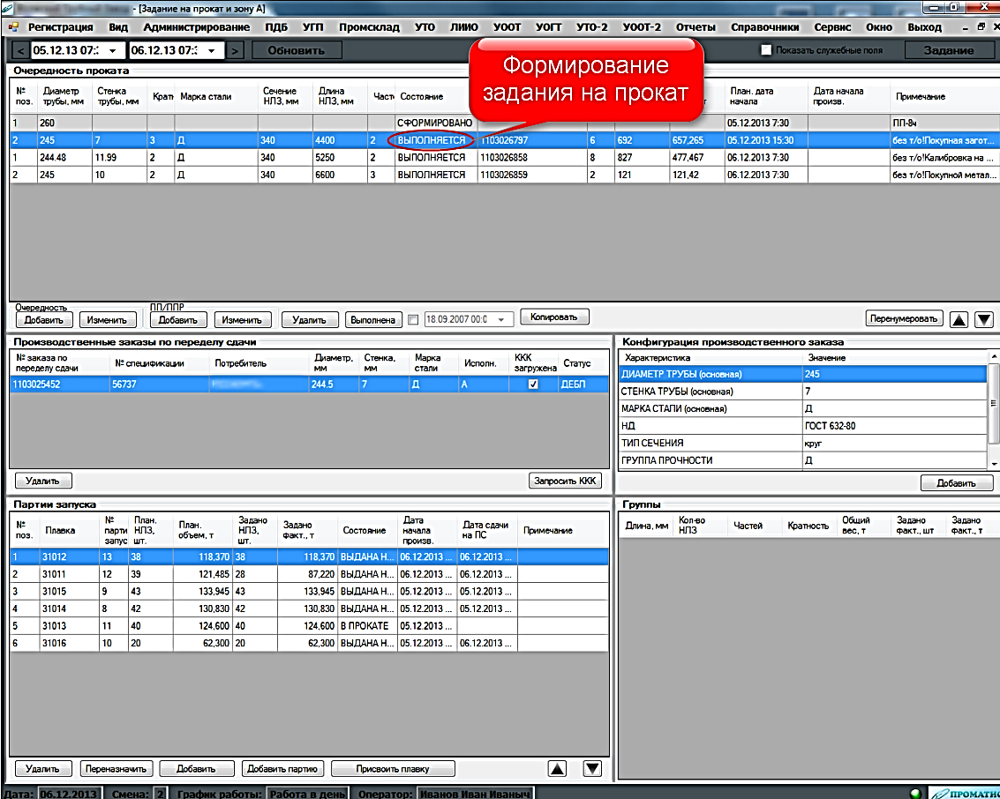 - [Задание на прокат и зону А]
Регистрация Вид Администрирование ПДБ УГП Промсклад УТО ЛИИО УООТ УОГТ УТО-2 УООТ-2 Отчеты Справочники Сервис Окно Выход
< 05.12.13 07:: 06.12.13 07:: > Обновить Показать служебные поля Задание
Формирование
задания на прокат
Очередность проката
№ поз. Диаметр трубы, мм Стенка трубы, мм Крат Марка стали Сечение НЛЗ, мм Длина НЛЗ, мм Част Состояние План. дата начала Дата начала произв. Примечание
1 260 СФОРМИРОВАНО 05.12.2013 7:30 ПП-8ч
2 245 7 3 Д 340 4400 2 ВЫПОЛНЯЕТСЯ 1103026797 6 692 657,265 05.12.2013 15:30 без т/о!Покупная загот...
1 244.48 11.99 2 Д 340 5250 2 ВЫПОЛНЯЕТСЯ 1103026858 8 827 477,467 06.12.2013 7:30 без т/о!Калибровка на ...
2 245 10 2 Д 340 6600 3 ВЫПОЛНЯЕТСЯ 1103026859 2 121 121,42 06.12.2013 7:30 без т/о!Покупной метал...
Очередность ПП/ППР
Добавить Изменить Добавить Изменить Удалить Выполнена 18.09.2007 00:0 Копировать Перенумеровать
Производственные заказы по переделу сдачи
№ заказа по переделу сдачи № спецификации Потребитель Диаметр, мм Стенка, мм Марка стали Исполн. ККК загружена Статус
1103025452 56737 244.5 7 Д А ДЕБЛ
Удалить Запросить ККК
Конфигурация производственного заказа
Характеристика Значение
ДИАМЕТР ТРУБЫ (основная) 245
СТЕНКА ТРУБЫ (основная) 7
МАРКА СТАЛИ (основная) Д
НД ГОСТ 632-80
ТИП СЕЧЕНИЯ круг
ГРУППА ПРОЧНОСТИ Д
Добавить
Партии запуска
№ поз. Плавка № парти запус План. НЛЗ, шт. План. объем, т Задано НЛЗ, шт. Задано факт., т Состояние Дата начала произв. Дата сдачи на ПС Примечание
1 31012 13 38 118,370 38 118,370 ВЫДАНА Н... 06.12.2013 ... 06.12.2013 ...
2 31011 12 39 121,485 28 87,220 ВЫДАНА Н... 06.12.2013 ... 06.12.2013 ...
3 31015 9 43 133,945 43 133,945 ВЫДАНА Н... 05.12.2013 ... 05.12.2013 ...
4 31014 8 42 130,830 42 130,830 ВЫДАНА Н... 05.12.2013 ... 05.12.2013 ...
5 31013 11 40 124,600 40 124,600 В ПРОКАТЕ 05.12.2013 ...
6 31016 10 20 62,300 20 62,300 ВЫДАНА Н... 05.12.2013 ... 06.12.2013 ...
Удалить Переназначить Добавить Добавить партию Присвоить плавку
Группы
Длина, мм Кол-во НЛЗ Частей Кратность Общий вес, т Задано факт., шт Задано факт., т
Дата: 06.12.2013 Смена: 2 График работы: Работа в день Оператор: Иванов Иван Иваныч ПРОМАТИС